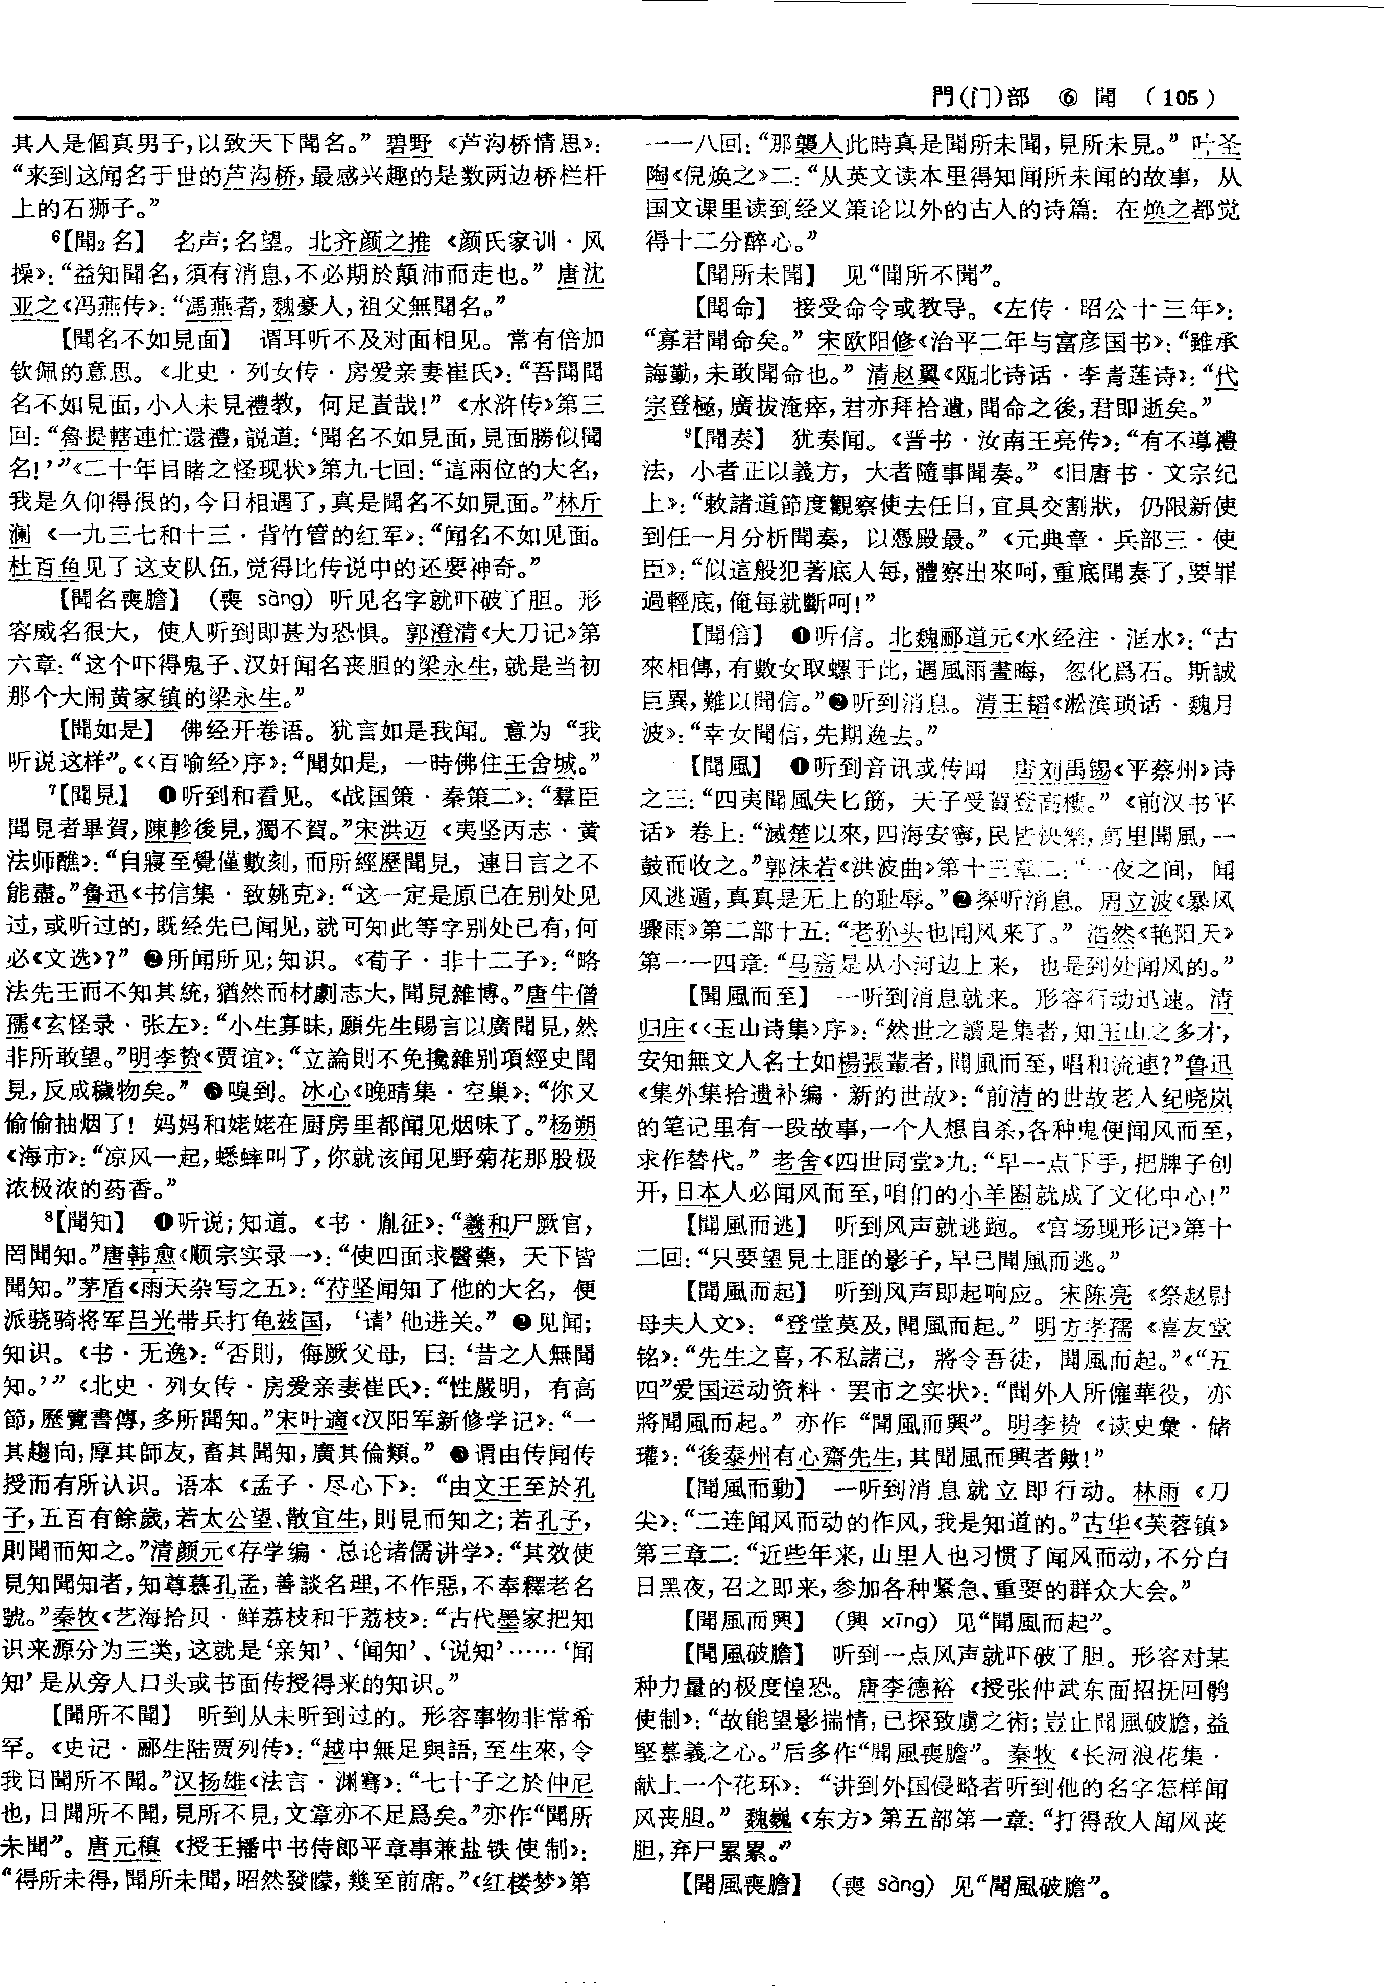 門(门)部 ⑥ 聞 (105)
其人是個真男子,以致天下聞名。” 碧野《芦沟桥情思》:
“来到这闻名于世的芦沟桥,最感兴趣的是数两边桥栏杆
上的石狮子。”
⁶【聞₂名】 名声;名望。北齐颜之推《颜氏家训·风
操》:“益知聞名,須有消息,不必期於顛沛而走也。” 唐沈
亚之《冯燕传》:“馮燕者,魏豪人,祖父無聞名。”
【聞名不如見面】 谓耳听不及对面相见。常有倍加
钦佩的意思。《北史·列女传·房爱亲妻崔氏》:“吾聞聞
名不如見面,小人未見禮教,何足責哉!”《水浒传》第三
回:“魯提轄連忙還禮,説道:‘聞名不如見面,見面勝似聞
名!’”《二十年目睹之怪现状》第九七回:“這兩位的大名,
我是久仰得很的,今日相遇了,真是聞名不如見面。”林斤
澜《一九三七和十三·背竹管的红军》:“闻名不如见面。
杜百鱼见了这支队伍,觉得比传说中的还要神奇。”
【聞名喪膽】 (喪 sàng) 听见名字就吓破了胆。形
容威名很大,使人听到即甚为恐惧。郭澄清《大刀记》第
六章:“这个吓得鬼子、汉奸闻名丧胆的梁永生,就是当初
那个大闹黄家镇的梁永生。”
【聞如是】 佛经开卷语。犹言如是我闻。意为“我
听说这样”。《〈百喻经〉序》:“聞如是,一時佛住王舍城。”
⁷【聞見】 ❶听到和看见。《战国策·秦第二》:“羣臣
聞見者畢賀,陳軫後見,獨不賀。”宋洪迈《夷坚丙志·黄
法师醮》:“自寢至覺僅數刻,而所經歷聞見,連日言之不
能盡。”鲁迅《书信集·致姚克》:“这一定是原已在别处见
过,或听过的,既经先已闻见,就可知此等字别处已有,何
必《文选》?” ❷所闻所见;知识。《荀子·非十二子》:“略
法先王而不知其統,猶然而材劇志大,聞見雜博。”唐牛僧
孺《玄怪录·张左》:“小生寡昧,願先生賜言以廣聞見,然
非所敢望。”明李贽《贾谊》:“立論則不免攙雜别項經史聞
見,反成穢物矣。” ❸嗅到。冰心《晚晴集·空巢》:“你又
偷偷抽烟了! 妈妈和姥姥在厨房里都闻见烟味了。”杨朔
《海市》:“凉风一起,蟋蟀叫了,你就该闻见野菊花那股极
浓极浓的药香。”
⁸【聞知】 ❶听说;知道。《书·胤征》:“羲和尸厥官,
罔聞知。”唐韩愈《顺宗实录一》:“使四面求醫藥,天下皆
聞知。”茅盾《雨天杂写之五》:“苻坚闻知了他的大名,便
派骁骑将军吕光带兵打龟兹国,‘请’他进关。” ❷见闻;
知识。《书·无逸》:“否則,侮厥父母,曰:‘昔之人無聞
知。’”《北史·列女传·房爱亲妻崔氏》:“性嚴明,有高
節,歷覽書傳,多所聞知。”宋叶適《汉阳军新修学记》:“一
其趨向,厚其師友,畜其聞知,廣其倫類。” ❸谓由传闻传
授而有所认识。语本《孟子·尽心下》:“由文王至於孔
子,五百有餘歲,若太公望、散宜生,則見而知之;若孔子,
則聞而知之。”清颜元《存学编·总论诸儒讲学》:“其效使
見知聞知者,知尊慕孔孟,善談名理,不作惡,不奉釋老名
號。”秦牧《艺海拾贝·鲜荔枝和干荔枝》:“古代墨家把知
识来源分为三类,这就是‘亲知’、‘闻知’、‘说知’……‘闻
知’是从旁人口头或书面传授得来的知识。”
【聞所不聞】 听到从未听到过的。形容事物非常希
罕。《史记·郦生陆贾列传》:“越中無足與語,至生來,令
我日聞所不聞。”汉扬雄《法言·渊骞》:“七十子之於仲尼
也,日聞所不聞,見所不見,文章亦不足爲矣。”亦作“聞所
未聞”。唐元稹《授王播中书侍郎平章事兼盐铁使制》:
“得所未得,聞所未聞,昭然發矇,幾至前席。”《红楼梦》第
一一八回:“那襲人此時真是聞所未聞,見所未見。” 叶圣
陶《倪焕之》二:“从英文读本里得知闻所未闻的故事,从
国文课里读到经义策论以外的古人的诗篇:在焕之都觉
得十二分醉心。”
【聞所未聞】 见“聞所不聞”。
【聞命】 接受命令或教导。《左传·昭公十三年》:
“寡君聞命矣。” 宋欧阳修《治平二年与富彦国书》:“雖承
誨勤,未敢聞命也。” 清赵翼《瓯北诗话·李青莲诗》:“代
宗登極,廣拔淹瘁,君亦拜拾遺,聞命之後,君即逝矣。”
⁹【聞奏】 犹奏闻。《晋书·汝南王亮传》:“有不導禮
法,小者正以義方,大者隨事聞奏。”《旧唐书·文宗纪
上》:“敕諸道節度觀察使去任日,宜具交割狀,仍限新使
到任一月分析聞奏,以憑殿最。”《元典章·兵部三·使
臣》:“似這般犯著底人每,體察出來呵,重底聞奏了,要罪
過輕底,俺每就斷呵!”
【聞信】 ❶听信。北魏郦道元《水经注·洭水》:“古
來相傳,有數女取螺于此,遇風雨晝晦,忽化爲石。斯誠
巨異,難以聞信。”❷听到消息。清王韬《淞滨琐话·魏月
波》:“幸女聞信,先期逸去。”
【聞風】 ❶听到音讯或传闻 唐刘禹锡《平蔡州》诗
之三:“四夷聞風失匕筯,天子受賀登高樓。”《前汉书平
话》卷上:“滅楚以來,四海安寧,民皆快樂,萬里聞風,一
鼓而收之。”郭沫若《洪波曲》第十三章二:“一夜之间,闻
风逃遁,真真是无上的耻辱。”❷探听消息。周立波《暴风
骤雨》第二部十五:“老孙头也闻风来了。” 浩然《艳阳天》
第一一四章:“马斋是从小河边上来,也是到处闻风的。”
【聞風而至】 一听到消息就来。形容行动迅速。清
归庄《〈玉山诗集〉序》:“然世之讀是集者,知玉山之多才,
安知無文人名士如楊張輩者,聞風而至,唱和流連?”鲁迅
《集外集拾遗补编·新的世故》:“前清的世故老人纪晓岚
的笔记里有一段故事,一个人想自杀,各种鬼便闻风而至,
求作替代。” 老舍《四世同堂》九:“早一点下手,把牌子创
开,日本人必闻风而至,咱们的小羊圈就成了文化中心!”
【聞風而逃】 听到风声就逃跑。《官场现形记》第十
二回:“只要望見土匪的影子,早已聞風而逃。”
【聞風而起】 听到风声即起响应。宋陈亮《祭赵尉
母夫人文》:“登堂莫及,聞風而起。” 明方孝孺《喜友堂
铭》:“先生之喜,不私諸己,將令吾徒,聞風而起。”《“五
四”爱国运动资料·罢市之实状》:“聞外人所僱華役,亦
將聞風而起。” 亦作“聞風而興”。明李贽《读史彙·储
瓘》:“後泰州有心齋先生,其聞風而興者歟!”
【聞風而動】 一听到消息就立即行动。林雨《刀
尖》:“二连闻风而动的作风,我是知道的。”古华《芙蓉镇》
第三章二:“近些年来,山里人也习惯了闻风而动,不分白
日黑夜,召之即来,参加各种紧急、重要的群众大会。”
【聞風而興】 (興 xīng) 见“聞風而起”。
【聞風破膽】 听到一点风声就吓破了胆。形容对某
种力量的极度惶恐。唐李德裕《授张仲武东面招抚回鹘
使制》:“故能望影揣情,已探致虜之術;豈止聞風破膽,益
堅慕義之心。”后多作“聞風喪膽”。秦牧《长河浪花集·
献上一个花环》:“讲到外国侵略者听到他的名字怎样闻
风丧胆。” 魏巍《东方》第五部第一章:“打得敌人闻风丧
胆,弃尸累累。”
【聞風喪膽】 (喪 sàng) 见“聞風破膽”。